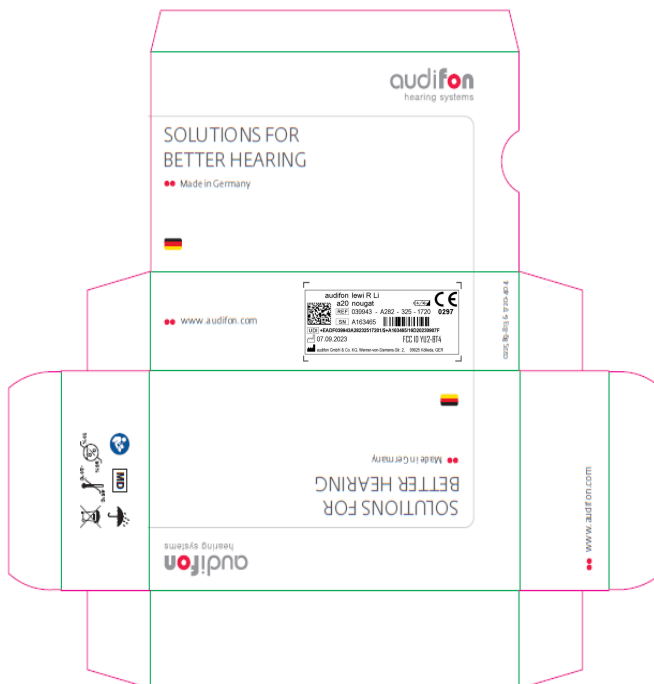 audifon
hearing systems
SOLUTIONS FOR
BETTER HEARING
Made in Germany
www.audifon.com
audifon lewi R Li
a20 nougat
REF 039943 - A282 - 325 - 1720
0297
SN A163465
UDI
07.09.2023
FCC ID YU2-BT4
audifon GmbH & Co. KG, Werner-von-Siemens-Str. 2, 99625 Kölleda, GER
Made in Germany
SOLUTIONS FOR
BETTER HEARING
audifon
hearing systems
MD
www.audifon.com